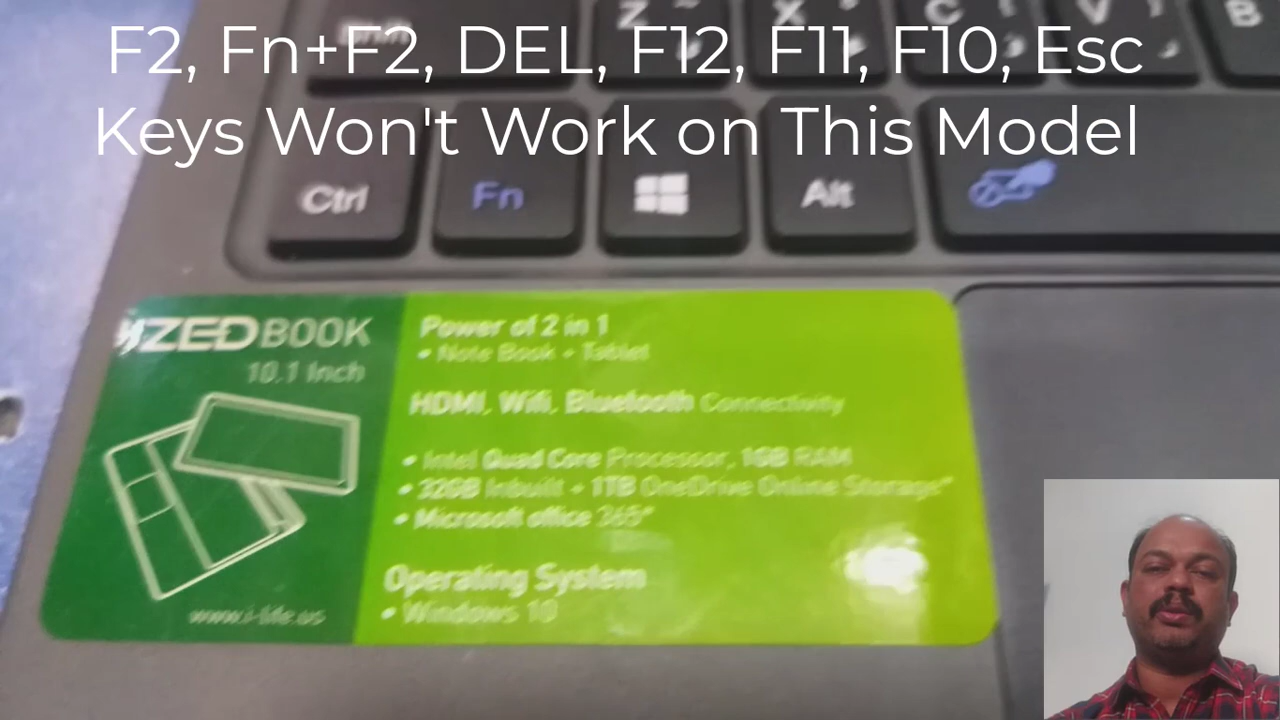 F2, Fn+F2, DEL, F12, F11, F10, Esc
Keys Won't Work on This Model
Z X C V B
Ctrl Fn Alt
ZEDBOOK
10.1 Inch
Power of 2 in 1
• Note Book + Tablet
HDMI, Wifi, Bluetooth Connectivity
• Intel Quad Core Processor, 1GB RAM
• 32GB Inbuilt + 1TB OneDrive Online Storage*
• Microsoft office 365*
Operating System
• Windows 10
www.i-life.us